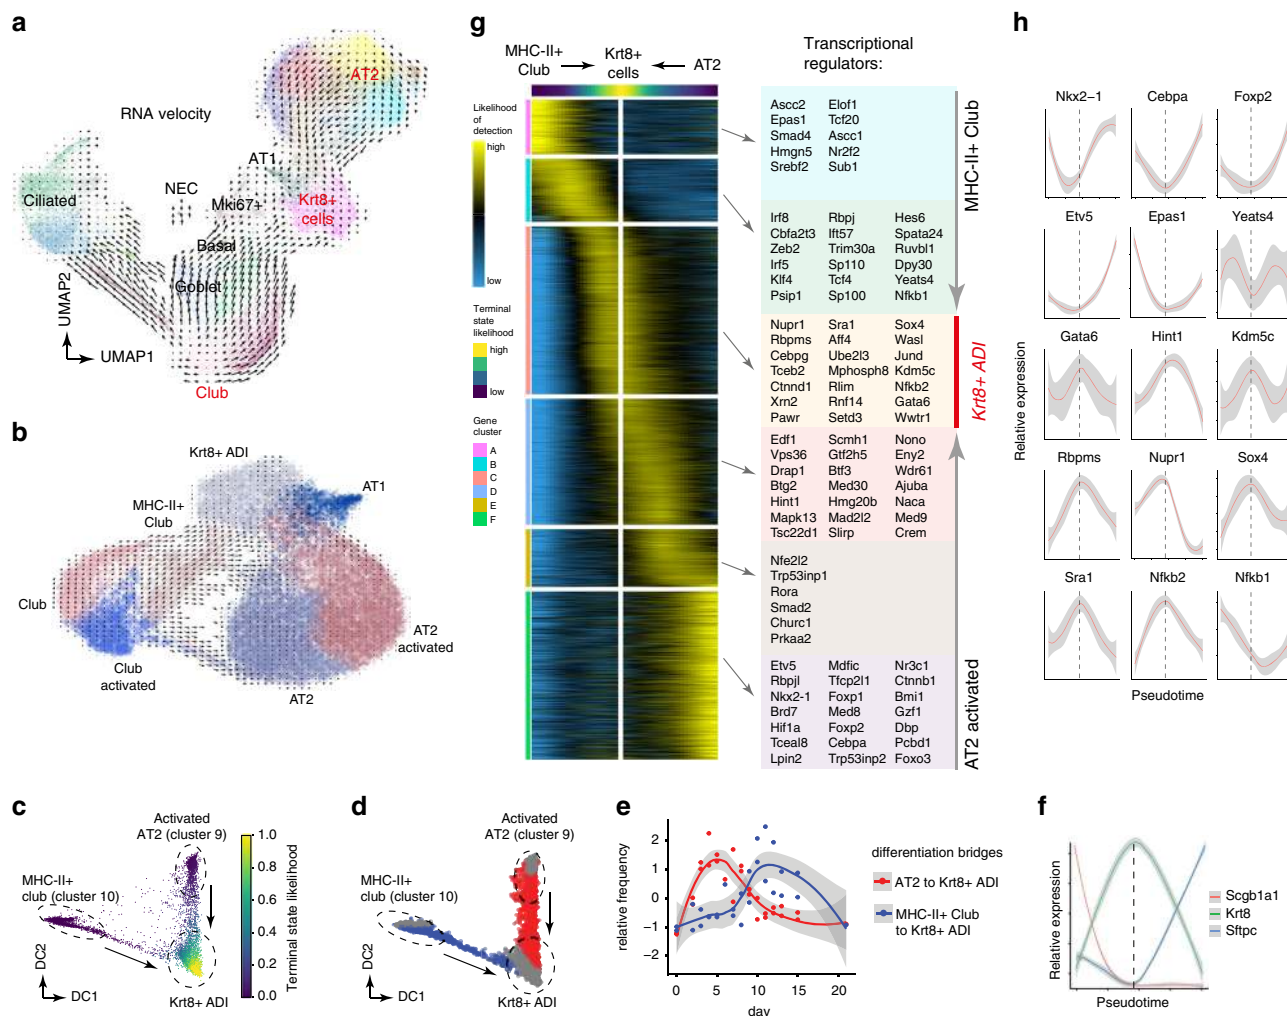 a
RNA velocity
AT2
AT1
NEC
Krt8+
cells
Ciliated
Mki67+
Basal
Goblet
UMAP2
UMAP1
Club
b
Krt8+ ADI
AT1
MHC-II+
Club
Club
Club
activated
AT2
AT2
activated
c
Activated
AT2 (cluster 9)
MHC-II+
club (cluster 10)
Krt8+ ADI
DC2
DC1
1.0
0.8
0.6
0.4
0.2
0.0
Terminal state likelihood
d
Activated
AT2 (cluster 9)
MHC-II+
club (cluster 10)
Krt8+ ADI
DC2
DC1
e
relative frequency
2
1
0
−1
−2
0
5
10
15
20
day
differentiation bridges
AT2 to Krt8+ ADI
MHC-II+ Club
to Krt8+ ADI
f
Relative expression
Pseudotime
Scgb1a1
Krt8
Sftpc
g
MHC-II+
Club
Krt8+
cells
AT2
Likelihood
of
detection
high
low
Terminal
state
likelihood
high
low
Gene
cluster
A
B
C
D
E
F
Transcriptional
regulators:
Ascc2 Elof1
Epas1 Tcf20
Smad4 Ascc1
Hmgn5 Nr2f2
Srebf2 Sub1
Irf8 Rbpj Hes6
Cbfa2t3 Ift57 Spata24
Zeb2 Trim30a Ruvbl1
Irf5 Sp110 Dpy30
Klf4 Tcf4 Yeats4
Psip1 Sp100 Nfkb1
Nupr1 Sra1 Sox4
Rbpms Aff4 Wasl
Cebpg Ube2l3 Jund
Tceb2 Mphosph8 Kdm5c
Ctnnd1 Rlim Nfkb2
Xrn2 Rnf14 Gata6
Pawr Setd3 Wwtr1
Edf1 Scmh1 Nono
Vps36 Gtf2h5 Eny2
Drap1 Btf3 Wdr61
Btg2 Med30 Ajuba
Hint1 Hmg20b Naca
Mapk13 Mad2l2 Med9
Tsc22d1 Slirp Crem
Nfe2l2
Trp53inp1
Rora
Smad2
Churc1
Prkaa2
Etv5 Mdfic Nr3c1
Rbpjl Tfcp2l1 Ctnnb1
Nkx2-1 Foxp1 Bmi1
Brd7 Med8 Gzf1
Hif1a Foxp2 Dbp
Tceal8 Cebpa Pcbd1
Lpin2 Trp53inp2 Foxo3
MHC-II+ Club
Krt8+ ADI
AT2 activated
h
Nkx2−1 Cebpa Foxp2
Etv5 Epas1 Yeats4
Gata6 Hint1 Kdm5c
Rbpms Nupr1 Sox4
Sra1 Nfkb2 Nfkb1
Relative expression
Pseudotime